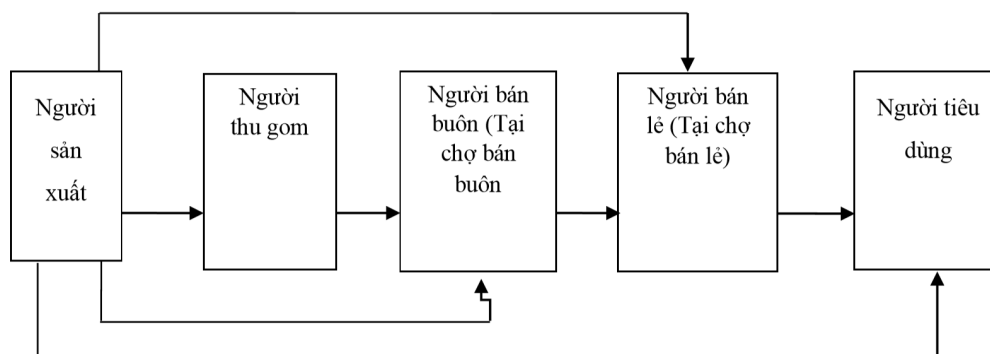 Người
sản
xuất
Người
thu gom
Người bán
buôn (Tại
chợ bán
buôn
Người bán
lẻ (Tại chợ
bán lẻ)
Người tiêu
dùng